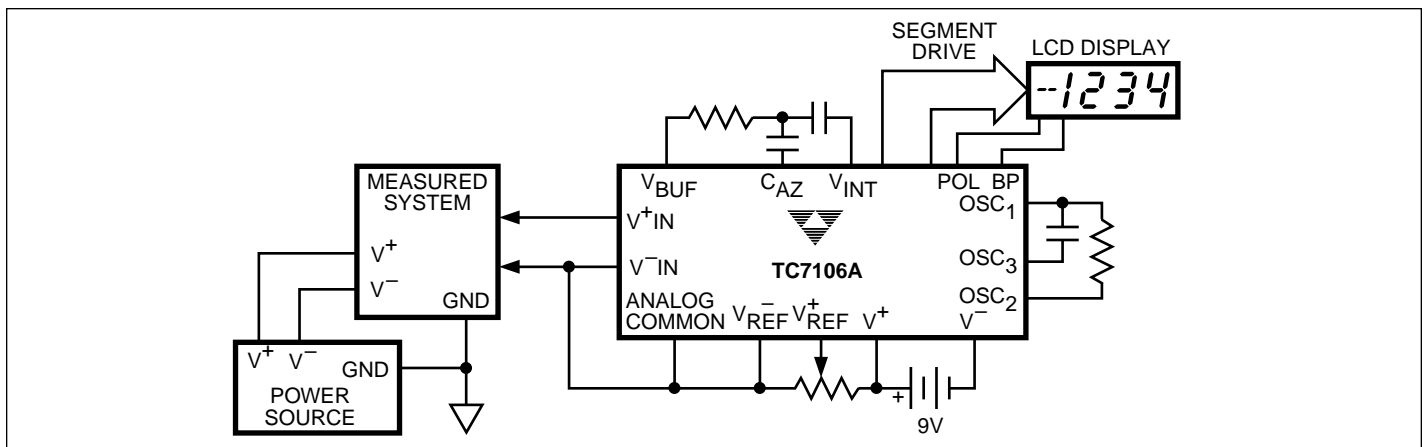 SEGMENT
DRIVE
LCD DISPLAY
--1234
MEASURED
SYSTEM
V+
V–
GND
V+
V–
GND
POWER
SOURCE
VBUF
CAZ
VINT
POL BP
V+IN
V–IN
TC7106A
OSC1
OSC3
OSC2
ANALOG
COMMON
V–REF
V+REF
V+
V–
+
9V